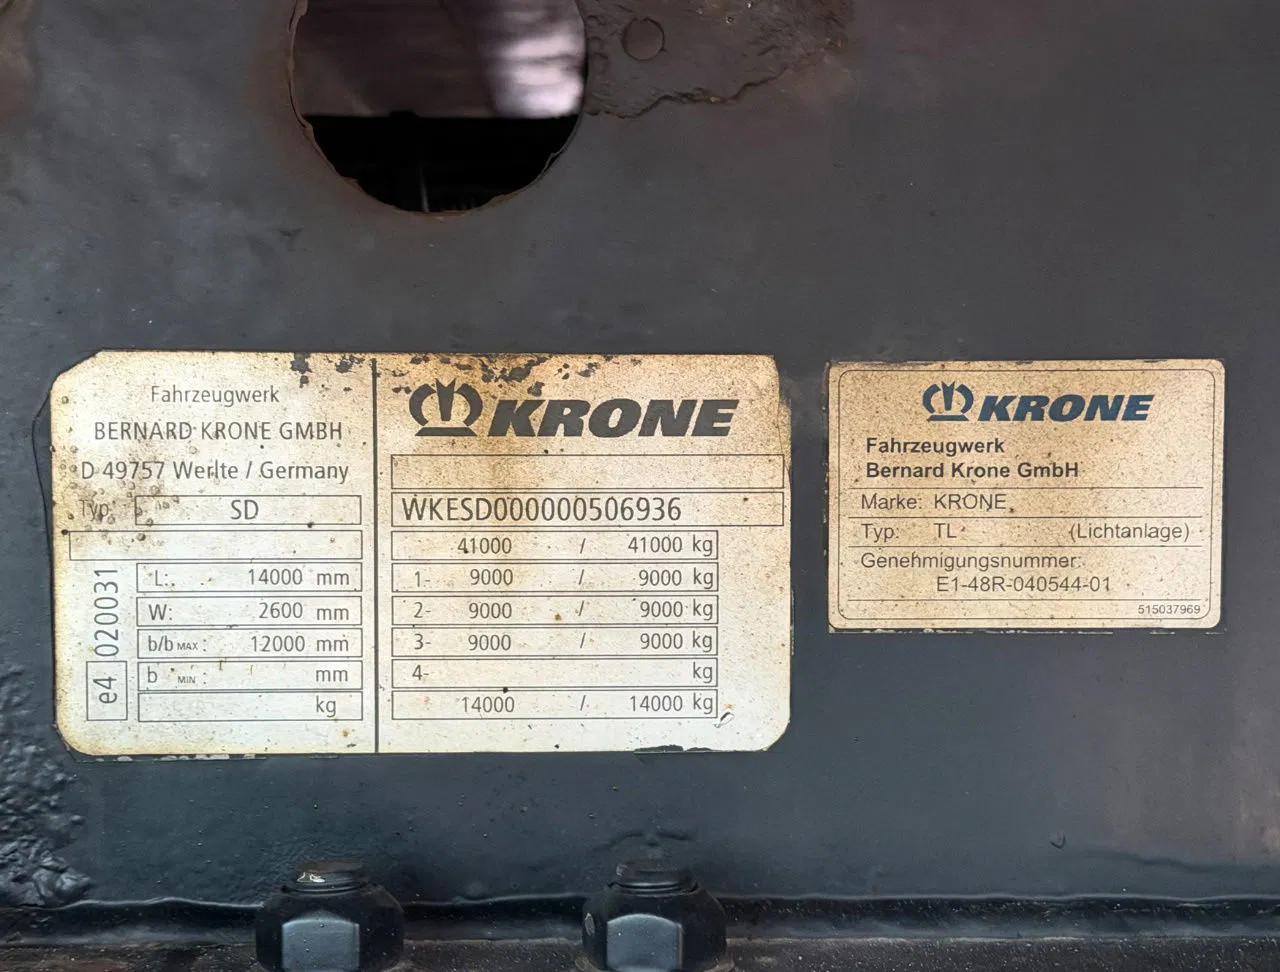 Fahrzeugwerk
BERNARD KRONE GMBH
D 49757 Werlte / Germany
Typ: SD
e4 020031
L: 14000 mm
W: 2600 mm
b/b MAX: 12000 mm
b MIN: mm
kg
KRONE
WKESD000000506936
41000 / 41000 kg
1- 9000 / 9000 kg
2- 9000 / 9000 kg
3- 9000 / 9000 kg
4- kg
14000 / 14000 kg
KRONE
Fahrzeugwerk
Bernard Krone GmbH
Marke: KRONE
Typ: TL (Lichtanlage)
Genehmigungsnummer:
E1-48R-040544-01
515037969